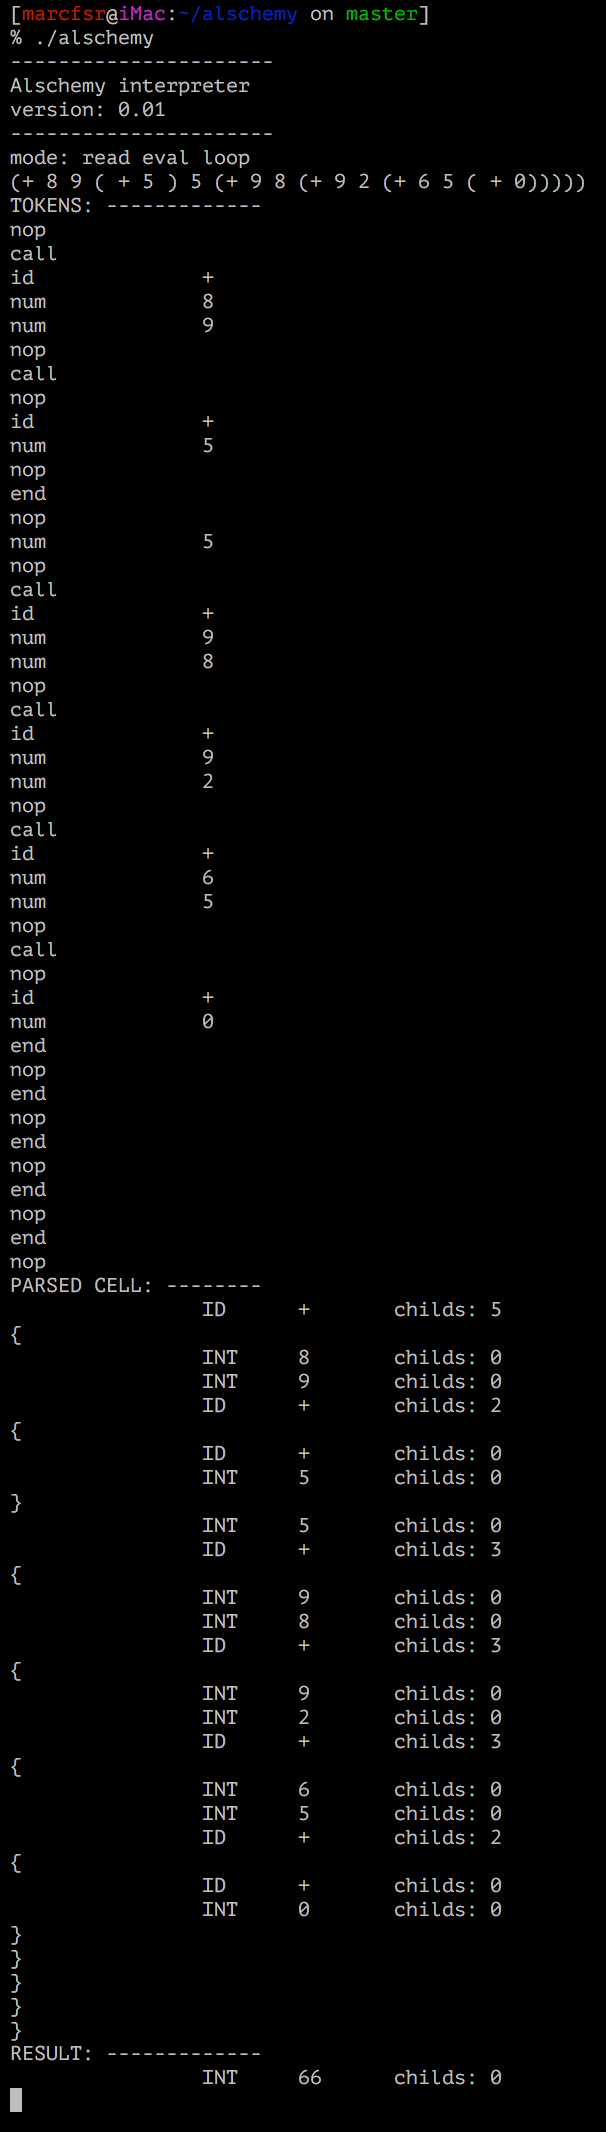 [marcfsr@iMac:~/alschemy on master]
% ./alschemy
----------------------
Alschemy interpreter
version: 0.01
----------------------
mode: read eval loop
(+ 8 9 ( + 5 ) 5 (+ 9 8 (+ 9 2 (+ 6 5 ( + 0)))))
TOKENS: -------------
nop
call
id +
num 8
num 9
nop
call
nop
id +
num 5
nop
end
nop
num 5
nop
call
id +
num 9
num 8
nop
call
id +
num 9
num 2
nop
call
id +
num 6
num 5
nop
call
nop
id +
num 0
end
nop
end
nop
end
nop
end
nop
end
nop
PARSED CELL: --------
ID + childs: 5
{
INT 8 childs: 0
INT 9 childs: 0
ID + childs: 2
{
ID + childs: 0
INT 5 childs: 0
}
INT 5 childs: 0
ID + childs: 3
{
INT 9 childs: 0
INT 8 childs: 0
ID + childs: 3
{
INT 9 childs: 0
INT 2 childs: 0
ID + childs: 3
{
INT 6 childs: 0
INT 5 childs: 0
ID + childs: 2
{
ID + childs: 0
INT 0 childs: 0
}
}
}
}
}
RESULT: -------------
INT 66 childs: 0